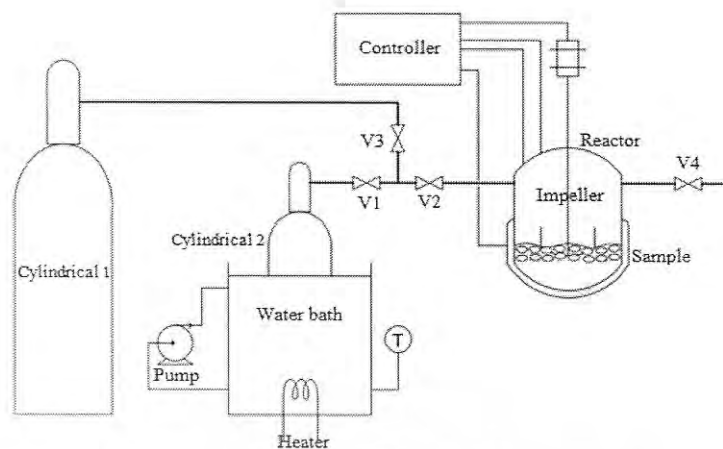 Controller
V3
Reactor
V4
V1
V2
Impeller
Cylindrical 2
Sample
Cylindrical 1
Water bath
T
Pump
Heater